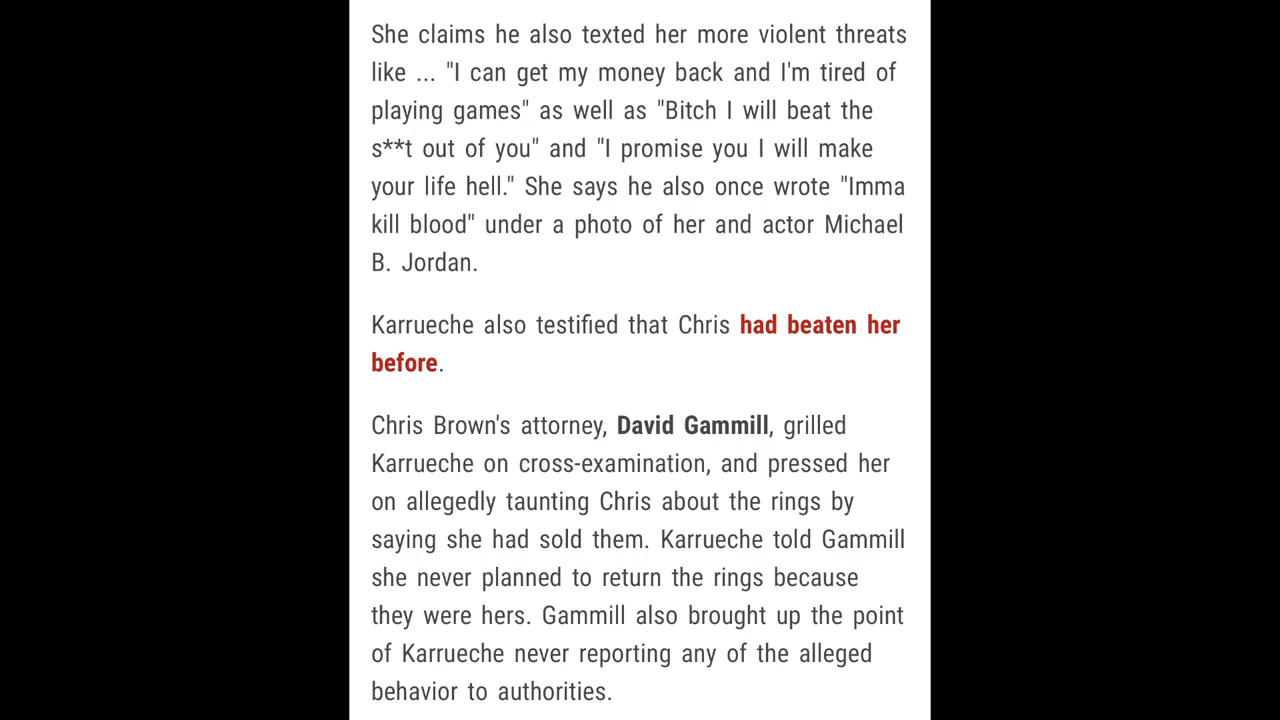 She claims he also texted her more violent threats
like ... "I can get my money back and I'm tired of
playing games" as well as "Bitch I will beat the
s**t out of you" and "I promise you I will make
your life hell." She says he also once wrote "Imma
kill blood" under a photo of her and actor Michael
B. Jordan.
Karrueche also testified that Chris had beaten her
before.
Chris Brown's attorney, David Gammill, grilled
Karrueche on cross-examination, and pressed her
on allegedly taunting Chris about the rings by
saying she had sold them. Karrueche told Gammill
she never planned to return the rings because
they were hers. Gammill also brought up the point
of Karrueche never reporting any of the alleged
behavior to authorities.